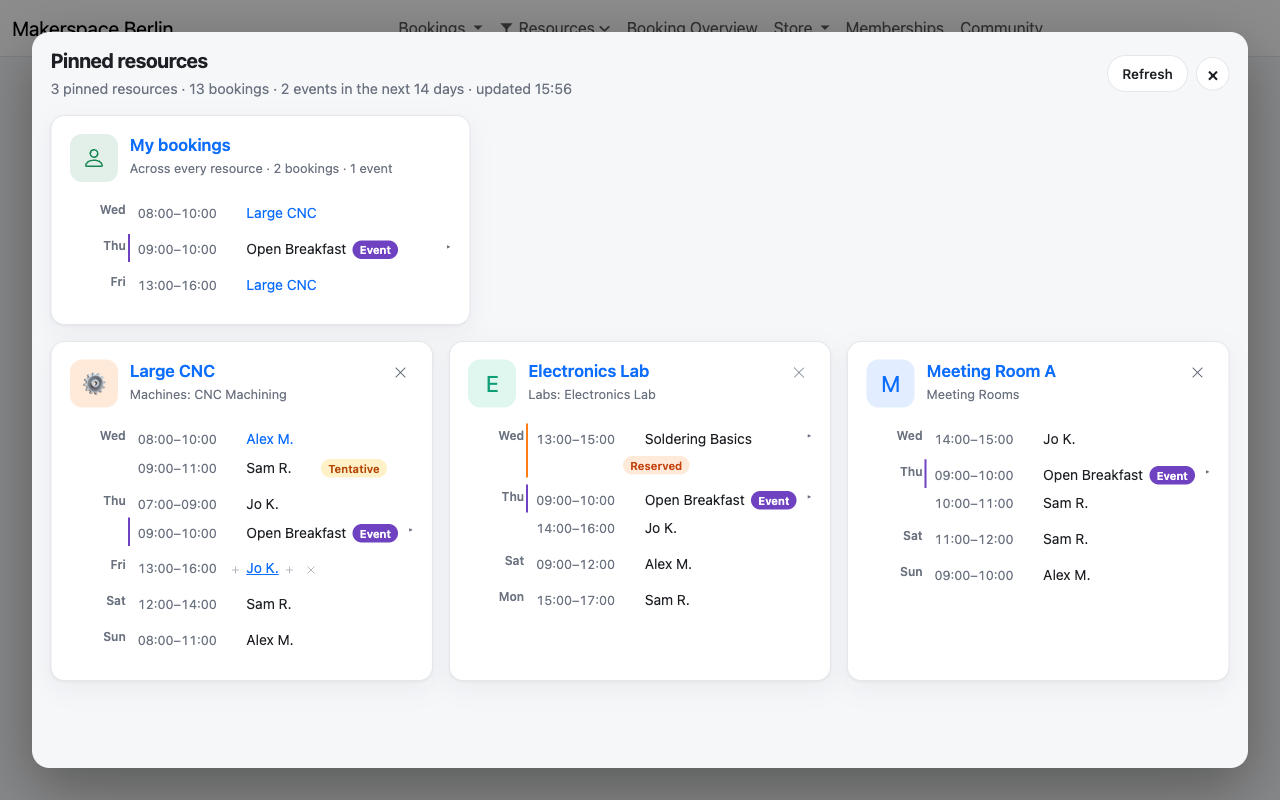 Makerspace Berlin
Bookings Resources Booking Overview Store Memberships Community
Pinned resources
3 pinned resources · 13 bookings · 2 events in the next 14 days · updated 15:56
Refresh
My bookings
Across every resource · 2 bookings · 1 event
Wed 08:00–10:00 Large CNC
Thu 09:00–10:00 Open Breakfast Event
Fri 13:00–16:00 Large CNC
Large CNC
Machines: CNC Machining
Wed 08:00–10:00 Alex M.
09:00–11:00 Sam R. Tentative
Thu 07:00–09:00 Jo K.
09:00–10:00 Open Breakfast Event
Fri 13:00–16:00 + Jo K. + ×
Sat 12:00–14:00 Sam R.
Sun 08:00–11:00 Alex M.
E
Electronics Lab
Labs: Electronics Lab
Wed 13:00–15:00 Soldering Basics
Reserved
Thu 09:00–10:00 Open Breakfast Event
14:00–16:00 Jo K.
Sat 09:00–12:00 Alex M.
Mon 15:00–17:00 Sam R.
M
Meeting Room A
Meeting Rooms
Wed 14:00–15:00 Jo K.
Thu 09:00–10:00 Open Breakfast Event
10:00–11:00 Sam R.
Sat 11:00–12:00 Sam R.
Sun 09:00–10:00 Alex M.